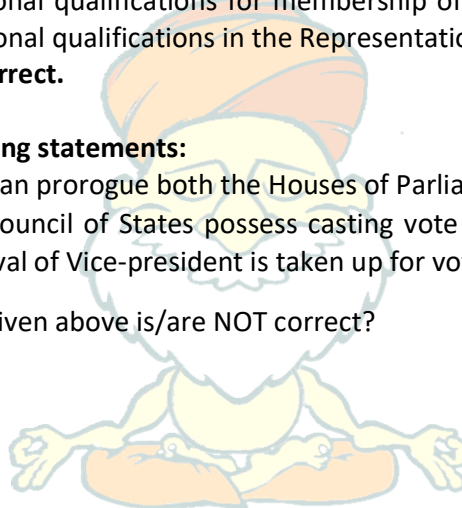 onal qualifications for membership of
onal qualifications in the Representatio
rrect.
ng statements:
an prorogue both the Houses of Parlia
ouncil of States possess casting vote
val of Vice-president is taken up for vot
iven above is/are NOT correct?